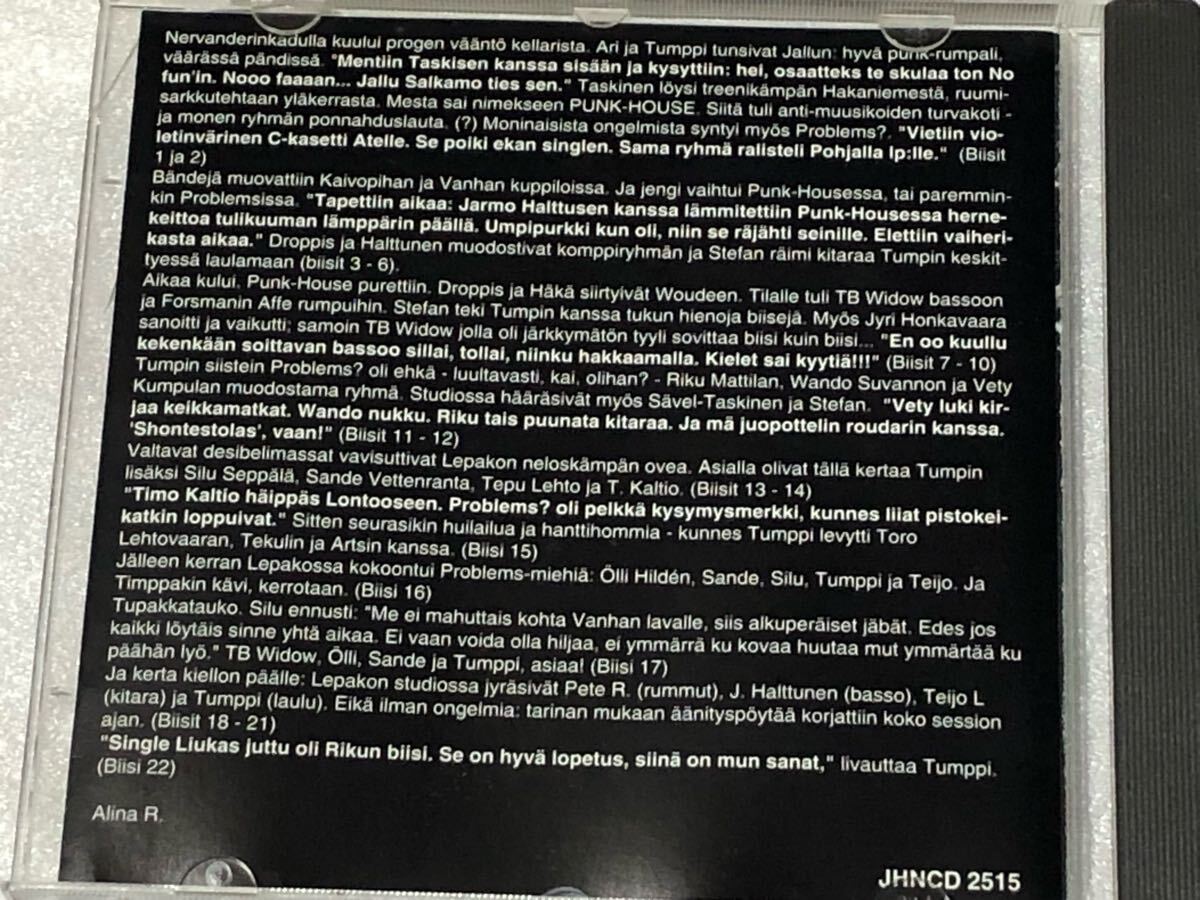 Nervanderinkadulla kuului progen vääntö kellarista. Ari ja Tumppi tunsivat Jallun: hyvä punk-rumpali,
väärässä pändissä. "Mentiin Taskisen kanssa sisään ja kysyttiin: hei, osaatteks te skulaa ton No
fun'in. Nooo faaaan... Jallu Salkamo ties sen." Taskinen löysi treenikämpän Hakaniemestä, ruumi-
sarkkutehtaan yläkerrasta. Mesta sai nimekseen PUNK-HOUSE. Siitä tuli anti-muusikoiden turvakoti -
ja monen ryhmän ponnahduslauta. (?) Moninaisista ongelmista syntyi myös Problems?. "Vietiin vio-
letinvärinen C-kasetti Atelle. Se poiki ekan singlen. Sama ryhmä ralisteli Pohjalla lp:lle." (Biisit
1 ja 2)
Bändejä muovattiin Kaivopihan ja Vanhan kuppiloissa. Ja jengi vaihtui Punk-Housessa, tai paremmin-
kin Problemsissa. "Tapettiin aikaa: Jarmo Halttusen kanssa lämmitettiin Punk-Housessa herne-
keittoa tulikuuman lämppärin päällä. Umpipurkki kun oli, niin se räjähti seinille. Elettiin vaiheri-
kasta aikaa." Droppis ja Halttunen muodostivat komppiryhmän ja Stefan räimi kitaraa Tumpin keskit-
tyessä laulamaan (biisit 3 - 6).
Aikaa kului, Punk-House purettiin. Droppis ja Häkä siirtyivät Woudeen. Tilalle tuli TB Widow bassoon
ja Forsmanin Affe rumpuihin. Stefan teki Tumpin kanssa tukun hienoja biisejä. Myös Jyri Honkavaara
sanoitti ja vaikutti; samoin TB Widow jolla oli järkkymätön tyyli sovittaa biisi kuin biisi... "En oo kuullu
kekenkään soittavan bassoo sillai, tollai, niinku hakkaamalla. Kielet sai kyytiä!!!" (Biisit 7 - 10)
Tumpin siistein Problems? oli ehkä - luultavasti, kai, olihan? - Riku Mattilan, Wando Suvannon ja Vety
Kumpulan muodostama ryhmä. Studiossa hääräsivät myös Sävel-Taskinen ja Stefan. "Vety luki kir-
jaa keikkamatkat. Wando nukku. Riku tais puunata kitaraa. Ja mä juopottelin roudarin kanssa.
'Shontestolas', vaan!" (Biisit 11 - 12)
Valtavat desibelimassat vavisuttivat Lepakon neloskämpän ovea. Asialla olivat tällä kertaa Tumpin
lisäksi Silu Seppälä, Sande Vettenranta, Tepu Lehto ja T. Kaltio. (Biisit 13 - 14)
"Timo Kaltio häippäs Lontooseen. Problems? oli pelkkä kysymysmerkki, kunnes liiat pistokei-
katkin loppuivat." Sitten seurasikin huilailua ja hanttihommia - kunnes Tumppi levytti Toro
Lehtovaaran, Tekulin ja Artsin kanssa. (Biisi 15)
Jälleen kerran Lepakossa kokoontui Problems-miehiä: Ölli Hildén, Sande, Silu, Tumppi ja Teijo. Ja
Timppakin kävi, kerrotaan. (Biisi 16)
Tupakkatauko. Silu ennusti: "Me ei mahuttais kohta Vanhan lavalle, siis alkuperäiset jäbät. Edes jos
kaikki löytäis sinne yhtä aikaa. Ei vaan voida olla hiljaa, ei ymmärrä ku kovaa huutaa mut ymmärtää ku
päähän lyö." TB Widow, Ölli, Sande ja Tumppi, asiaa! (Biisi 17)
Ja kerta kiellon päälle: Lepakon studiossa jyräsivät Pete R. (rummut), J. Halttunen (basso), Teijo L
(kitara) ja Tumppi (laulu). Eikä ilman ongelmia: tarinan mukaan äänityspöytää korjattiin koko session
ajan. (Biisit 18 - 21)
"Single Liukas juttu oli Rikun biisi. Se on hyvä lopetus, siinä on mun sanat," livauttaa Tumppi.
(Biisi 22)
Alina R.
JHNCD 2515